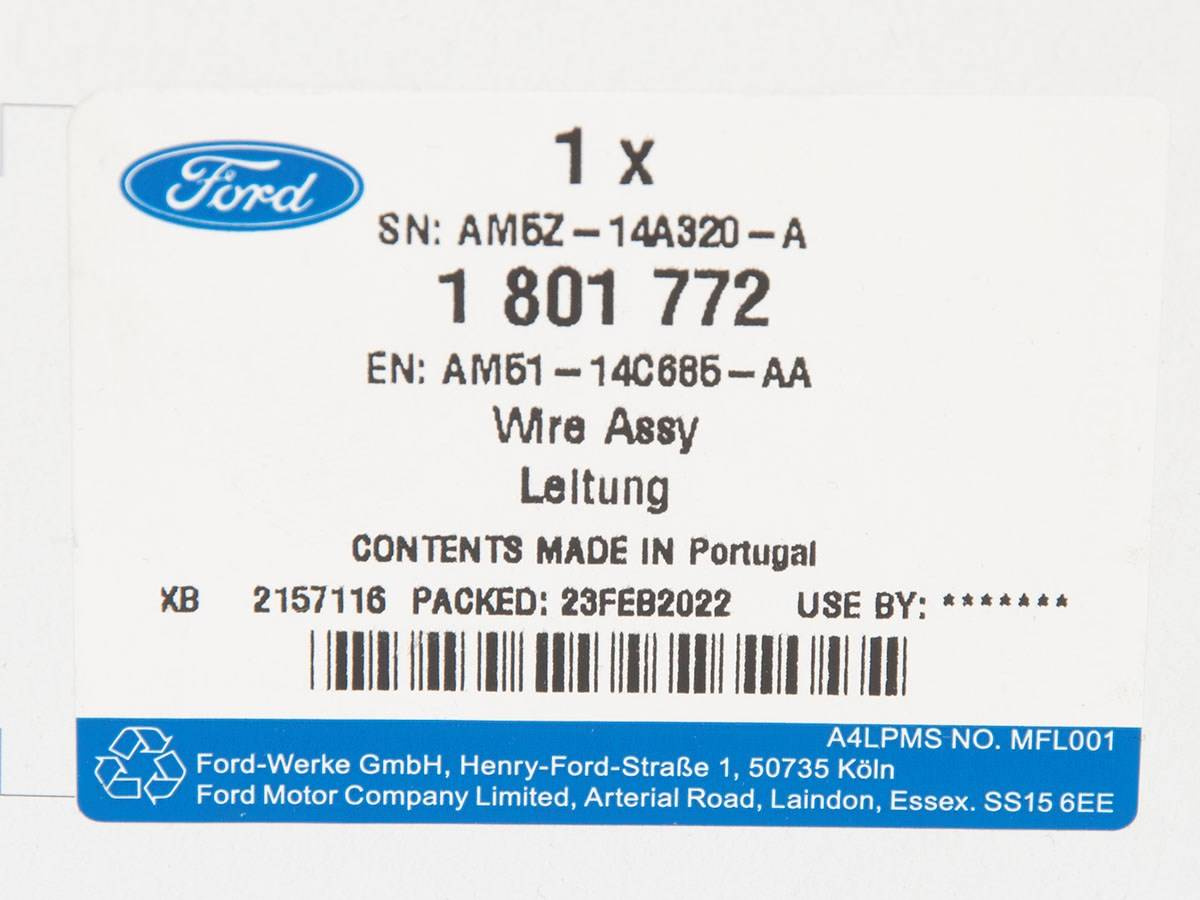 Ford
1 x
SN: AM5Z-14A320-A
1 801 772
EN: AM51-14C685-AA
Wire Assy
Leitung
CONTENTS MADE IN Portugal
XB 2157116 PACKED: 23FEB2022 USE BY: *******
A4LPMS NO. MFL001
Ford-Werke GmbH, Henry-Ford-Straße 1, 50735 Köln
Ford Motor Company Limited, Arterial Road, Laindon, Essex. SS15 6EE